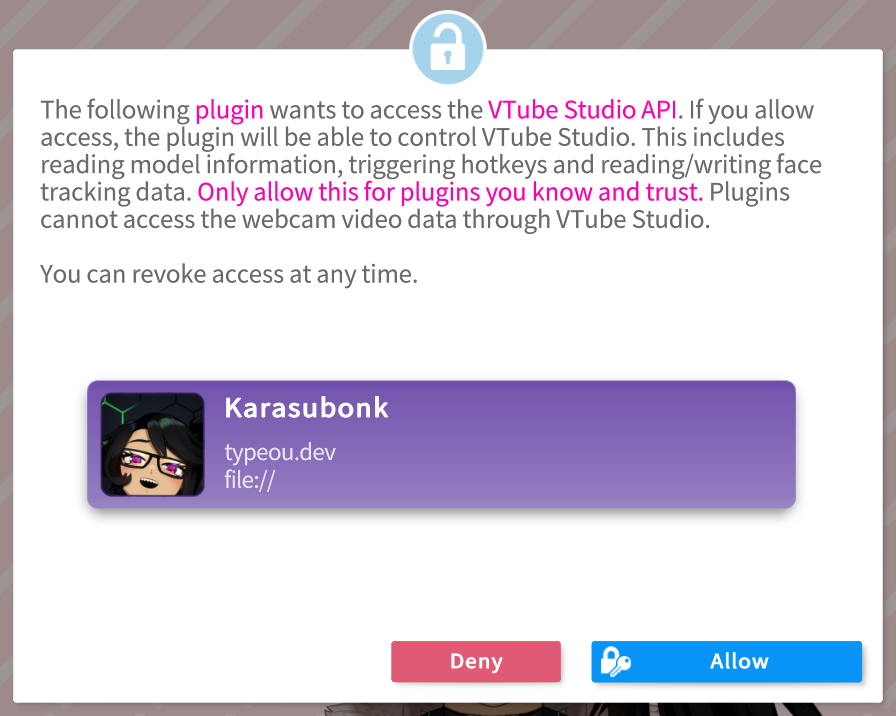 The following plugin wants to access the VTube Studio API. If you allow
access, the plugin will be able to control VTube Studio. This includes
reading model information, triggering hotkeys and reading/writing face
tracking data. Only allow this for plugins you know and trust. Plugins
cannot access the webcam video data through VTube Studio.
You can revoke access at any time.
Karasubonk
typeou.dev
file://
Deny
Allow